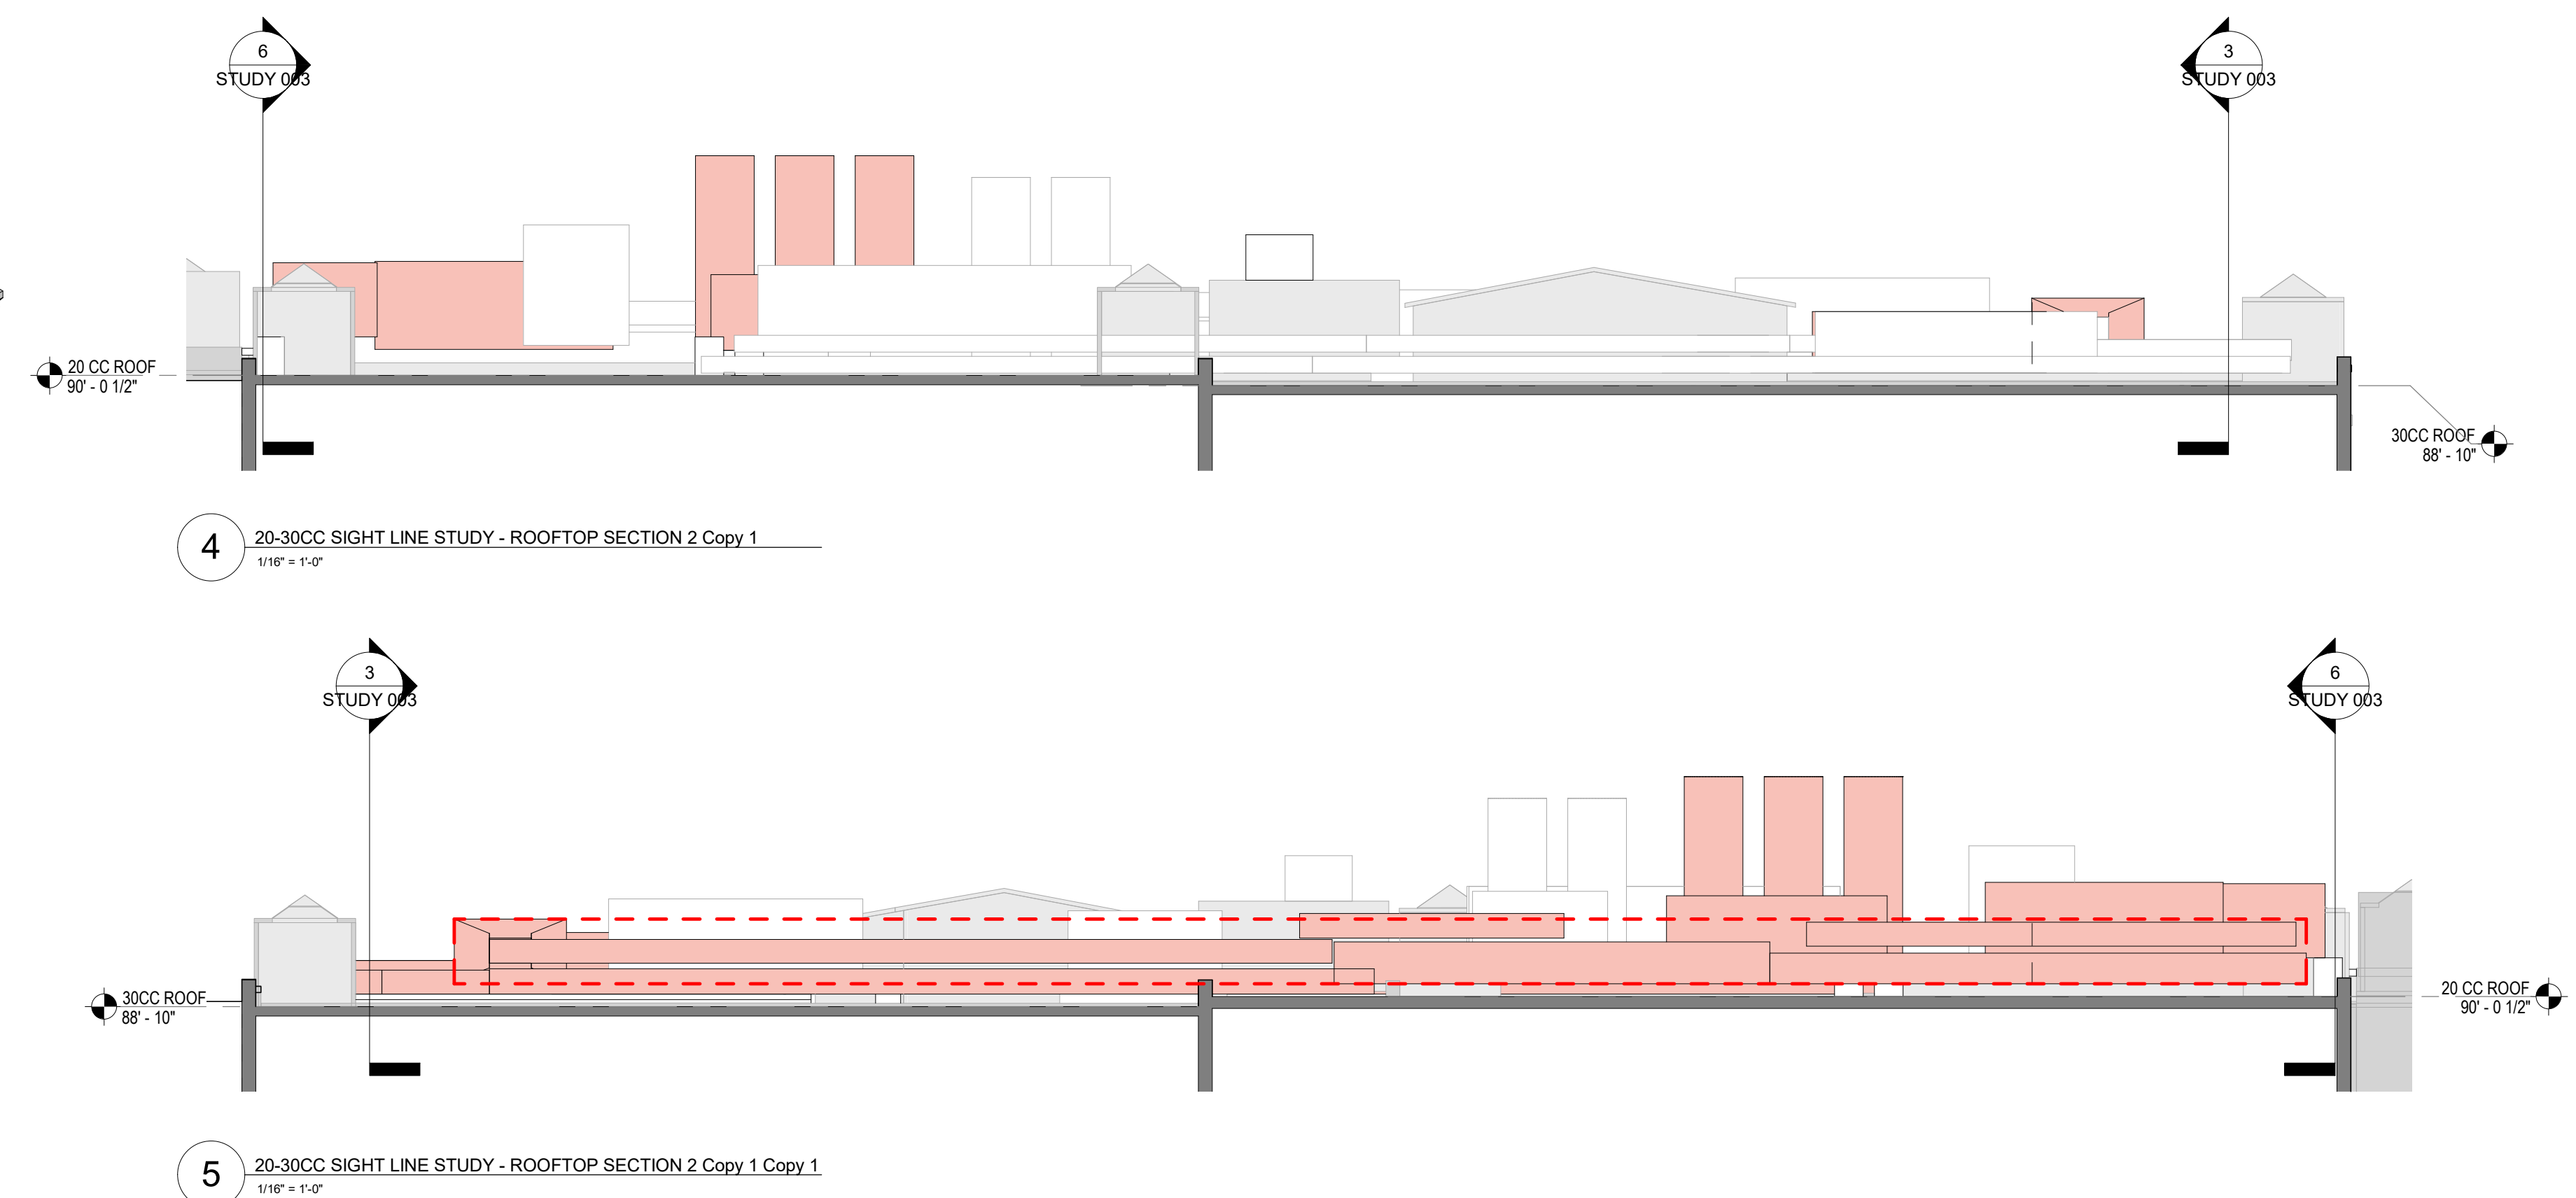 6
STUDY 003
3
STUDY 003
20 CC ROOF
90' - 0 1/2"
30CC ROOF
88' - 10"
4
20-30CC SIGHT LINE STUDY - ROOFTOP SECTION 2 Copy 1
1/16" = 1'-0"
3
STUDY 003
6
STUDY 003
30CC ROOF
88' - 10"
20 CC ROOF
90' - 0 1/2"
5
20-30CC SIGHT LINE STUDY - ROOFTOP SECTION 2 Copy 1 Copy 1
1/16" = 1'-0"